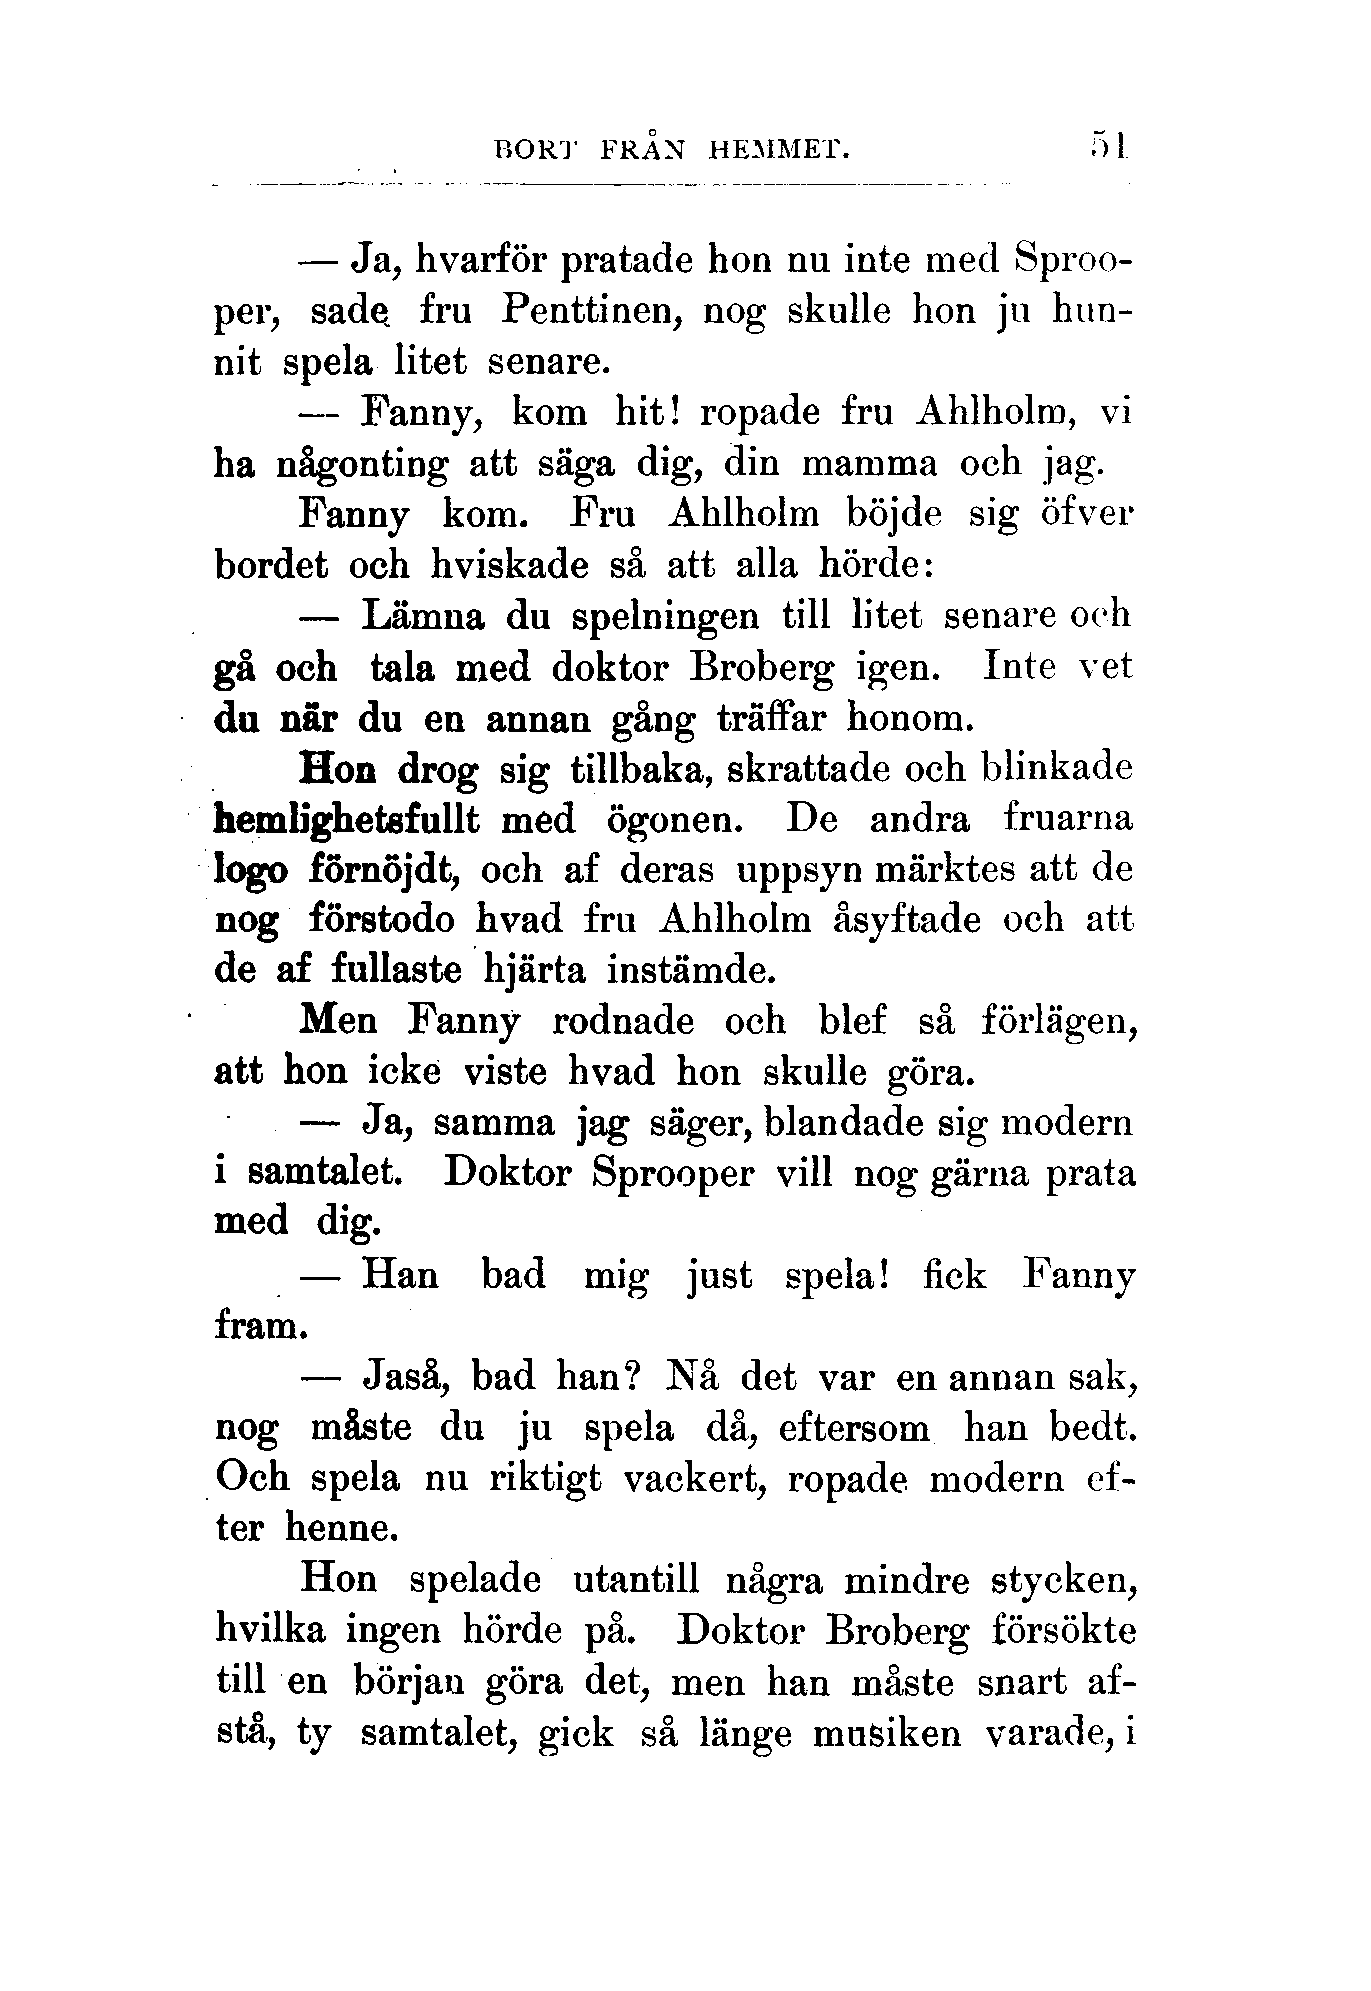 BORT FRÅN HEMMET. 51
— Ja, hvarför pratade hon nu inte med Sproo-
per, sade fru Penttinen, nog skulle hon ju hun-
nit spela litet senare.
— Fanny, kom hit! ropade fru Ahlholm, vi
ha någonting att säga dig, din mamma och jag.
Fanny kom. Fru Ahlholm böjde sig öfver
bordet och hviskade så att alla hörde:
— Lämna du spelningen till litet senare och
gå och tala med doktor Broberg igen. Inte vet
du när du en annan gång träffar honom.
Hon drog sig tillbaka, skrattade och blinkade
hemlighetsfullt med ögonen. De andra fruarna
logo förnöjdt, och af deras uppsyn märktes att de
nog förstodo hvad fru Ahlholm åsyftade och att
de af fullaste hjärta instämde.
Men Fanny rodnade och blef så förlägen,
att hon icke viste hvad hon skulle göra.
— Ja, samma jag säger, blandade sig modern
i samtalet. Doktor Sprooper vill nog gärna prata
med dig.
— Han bad mig just spela! fick Fanny
fram.
— Jaså, bad han? Nå det var en annan sak,
nog måste du ju spela då, eftersom han bedt.
Och spela nu riktigt vackert, ropade modern ef-
ter henne.
Hon spelade utantill några mindre stycken,
hvilka ingen hörde på. Doktor Broberg försökte
till en början göra det, men han måste snart af-
stå, ty samtalet, gick så länge musiken varade, i